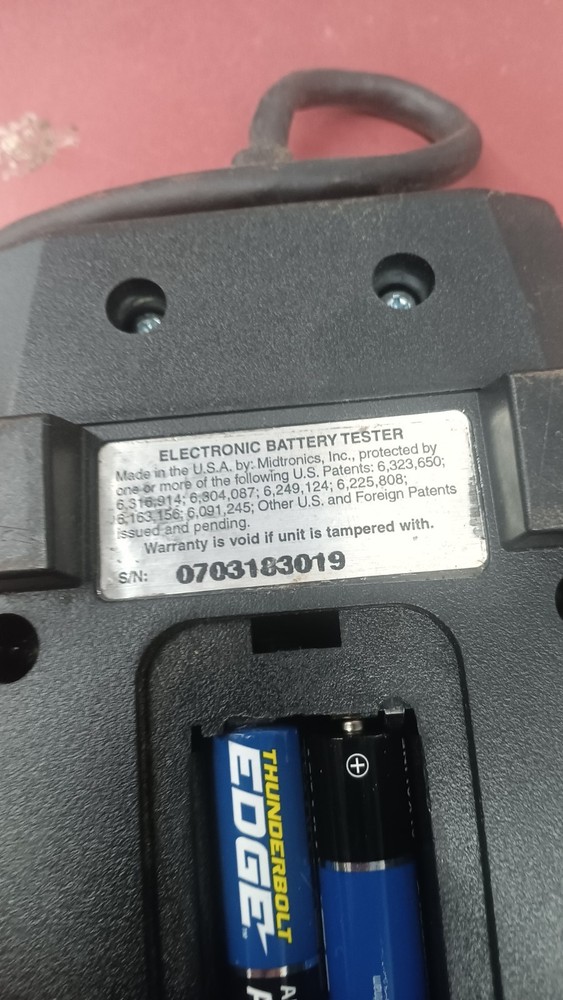 ELECTRONIC BATTERY TESTER
Made in the U.S.A. by: Midtronics, Inc., protected by
one or more of the following U.S. Patents: 6,323,650;
6,316,914; 6,304,087; 6,249,124; 6,225,808;
6,163,156; 6,091,245; Other U.S. and Foreign Patents
issued and pending.
Warranty is void if unit is tampered with.
S/N: 0703183019
THUNDERBOLT
EDGE
+